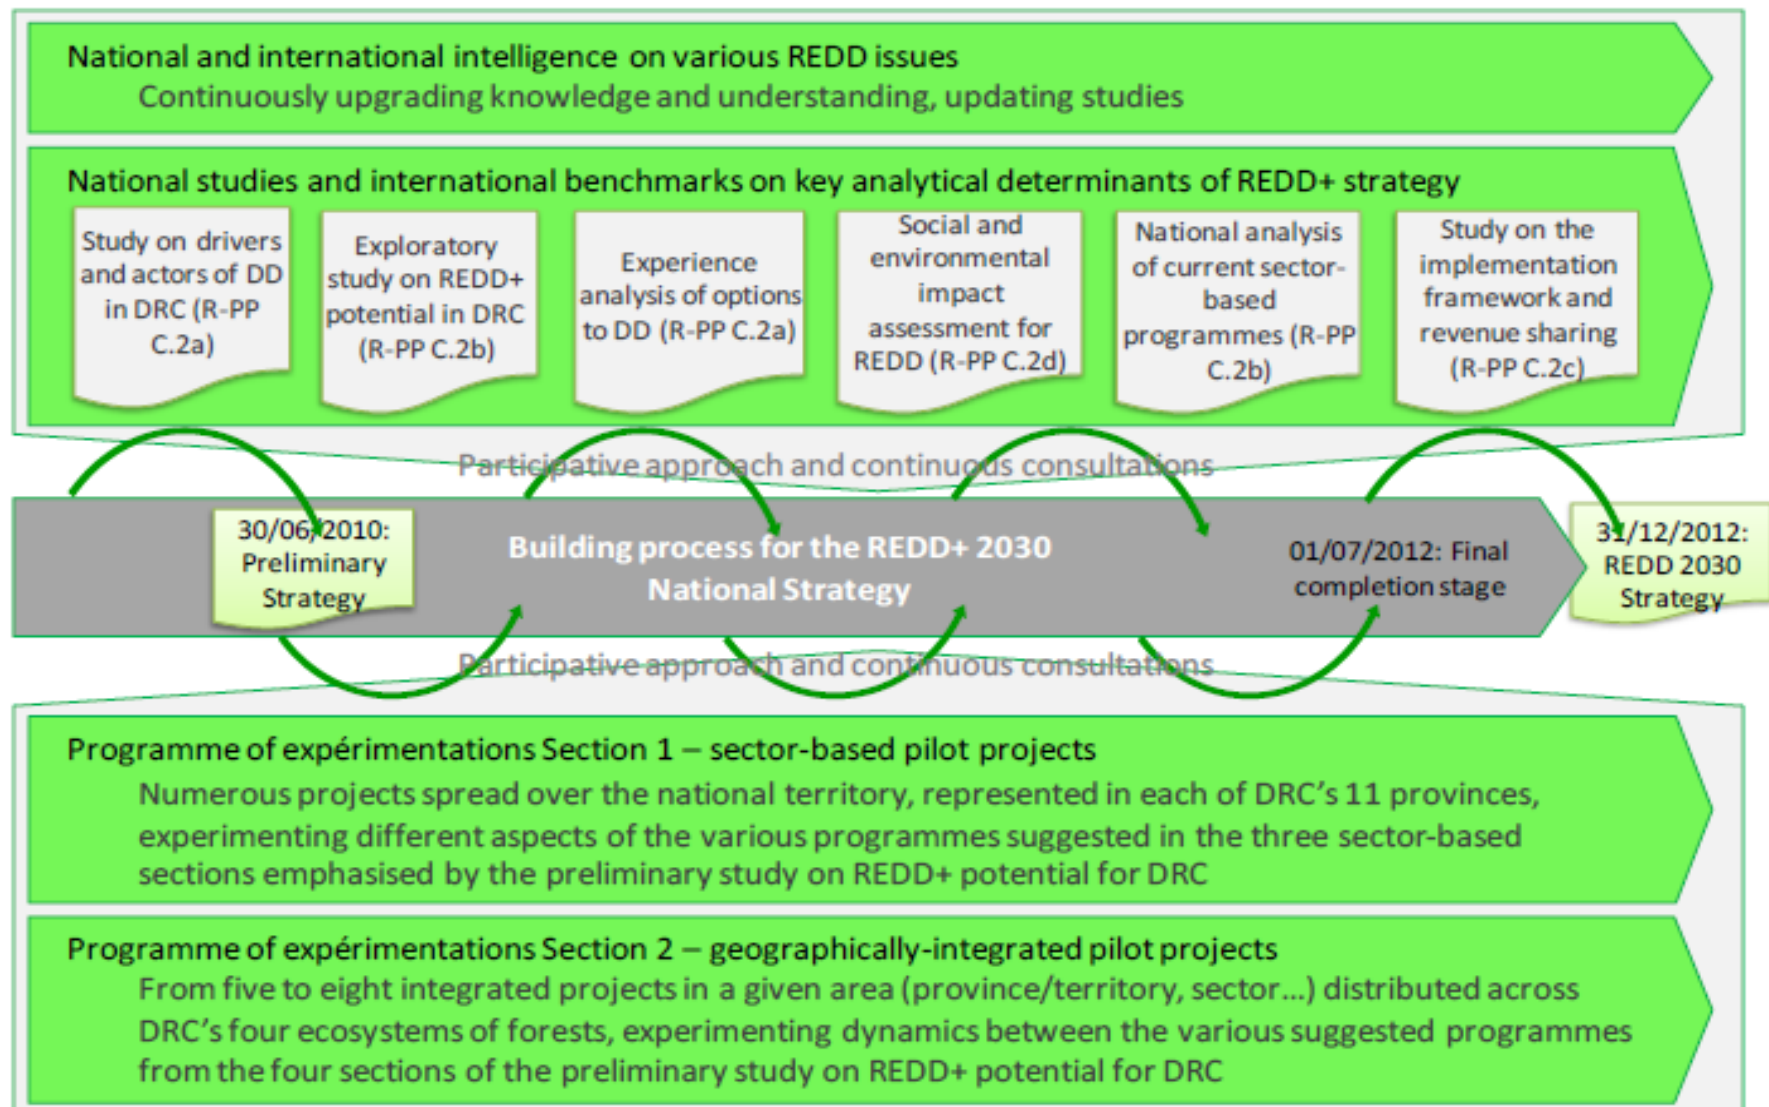 National and international intelligence on various REDD issues
Continuously upgrading knowledge and understanding, updating studies
National studies and international benchmarks on key analytical determinants of REDD+ strategy
Study on drivers
and actors of DD
in DRC (R-PP
C.2a)
Exploratory
study on REDD+
potential in DRC
(R-PP C.2b)
Experience
analysis of options
to DD (R-PP C.2a)
Social and
environmental
impact
assessment for
REDD (R-PP C.2d)
National analysis
of current sector-
based
programmes (R-PP
C.2b)
Study on the
implementation
framework and
revenue sharing
(R-PP C.2c)
Participative approach and continuous consultations
30/06/2010:
Preliminary
Strategy
Building process for the REDD+ 2030
National Strategy
01/07/2012: Final
completion stage
31/12/2012:
REDD 2030
Strategy
Participative approach and continuous consultations
Programme of expérimentations Section 1 – sector-based pilot projects
Numerous projects spread over the national territory, represented in each of DRC's 11 provinces,
experimenting different aspects of the various programmes suggested in the three sector-based
sections emphasised by the preliminary study on REDD+ potential for DRC
Programme of expérimentations Section 2 – geographically-integrated pilot projects
From five to eight integrated projects in a given area (province/territory, sector...) distributed across
DRC's four ecosystems of forests, experimenting dynamics between the various suggested programmes
from the four sections of the preliminary study on REDD+ potential for DRC